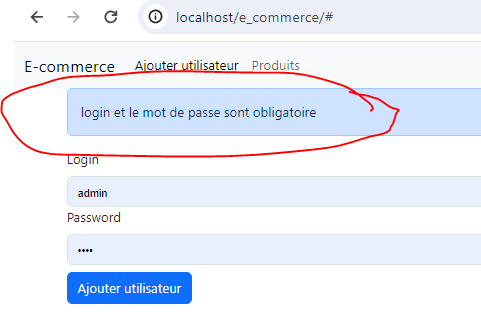 localhost/e_commerce/#
E-commerce Ajouter utilisateur Produits
login et le mot de passe sont obligatoire
Login
admin
Password
••••
Ajouter utilisateur